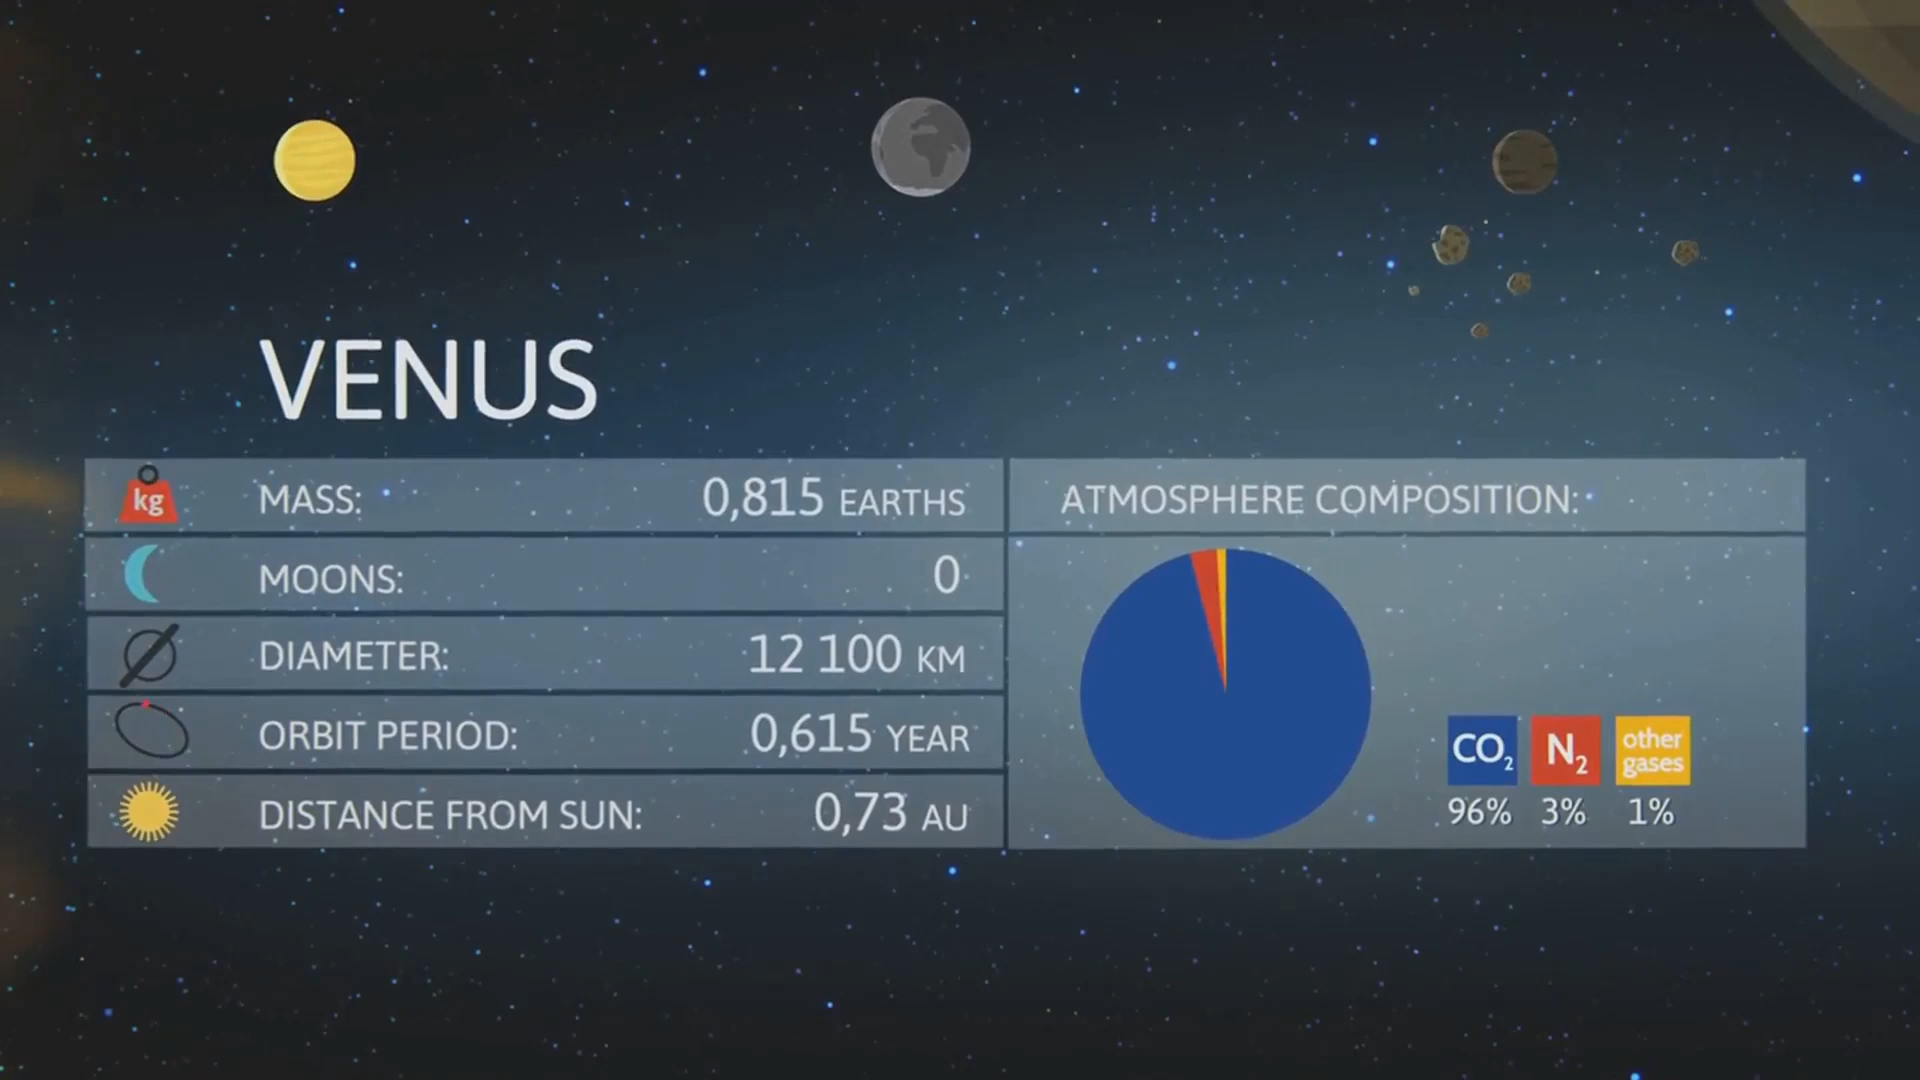 VENUS
kg MASS: 0,815 EARTHS
MOONS: 0
DIAMETER: 12 100 KM
ORBIT PERIOD: 0,615 YEAR
DISTANCE FROM SUN: 0,73 AU
ATMOSPHERE COMPOSITION:
CO₂ N₂ other gases
96% 3% 1%